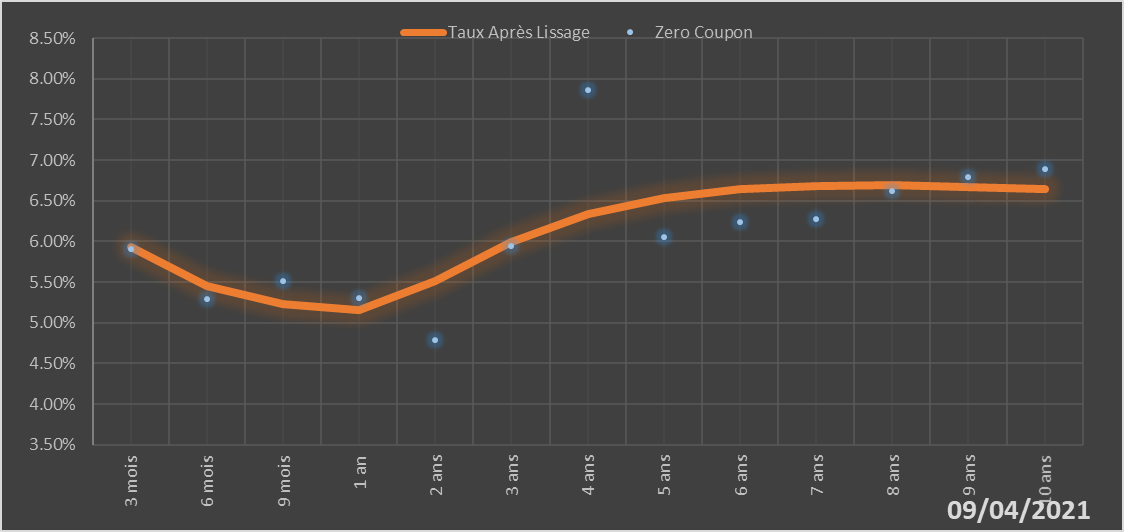 Taux Après Lissage Zero Coupon
8.50%
8.00%
7.50%
7.00%
6.50%
6.00%
5.50%
5.00%
4.50%
4.00%
3.50%
3 mois
6 mois
9 mois
1 an
2 ans
3 ans
4 ans
5 ans
6 ans
7 ans
8 ans
9 ans
10 ans
09/04/2021